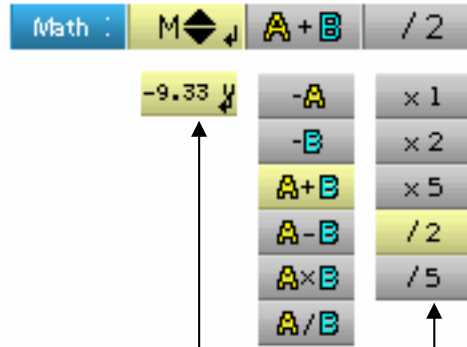 Math : M A + B / 2
-9.33 V -A × 1
-B × 2
A+B × 5
A-B / 2
A×B / 5
A/B